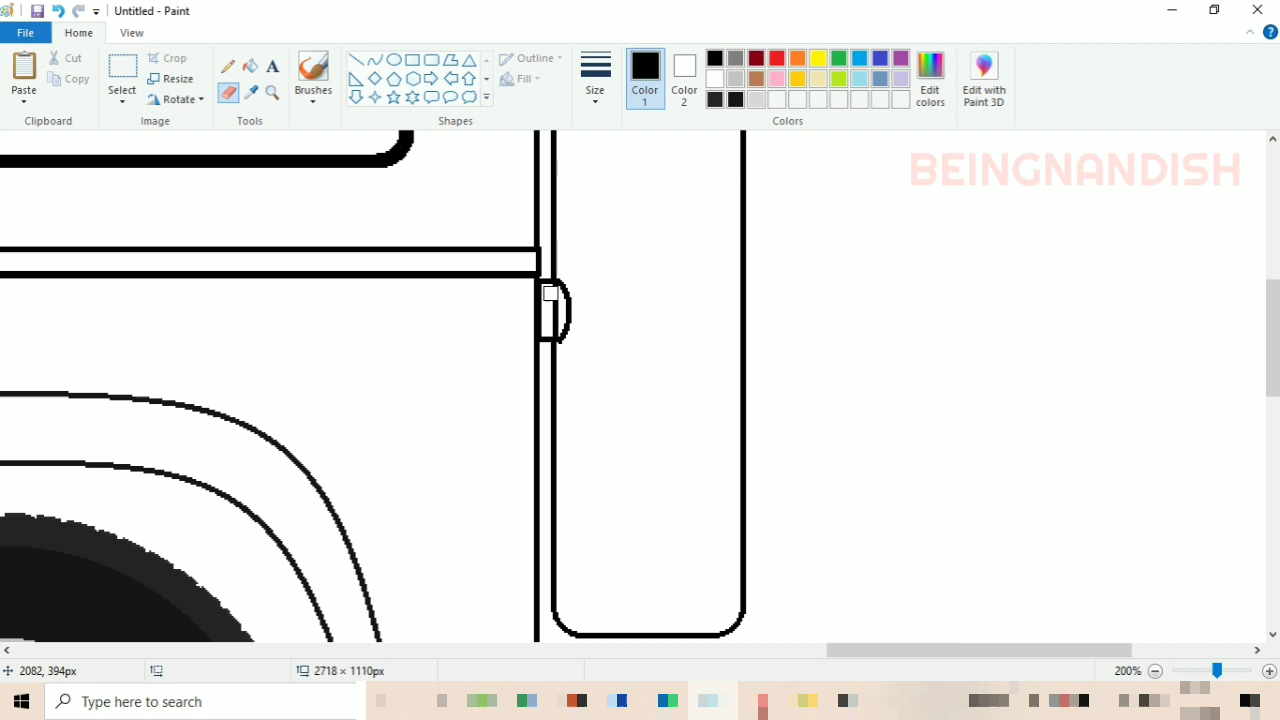 Untitled - Paint
File
Home
View
Paste
Cut
Copy
Clipboard
Select
Crop
Resize
Rotate
Image
A
Tools
Brushes
Shapes
Outline
Fill
Size
Color 1
Color 2
Edit colors
Edit with Paint 3D
Colors
BEINGNANDISH
2082, 394px
2718 × 1110px
200%
Type here to search